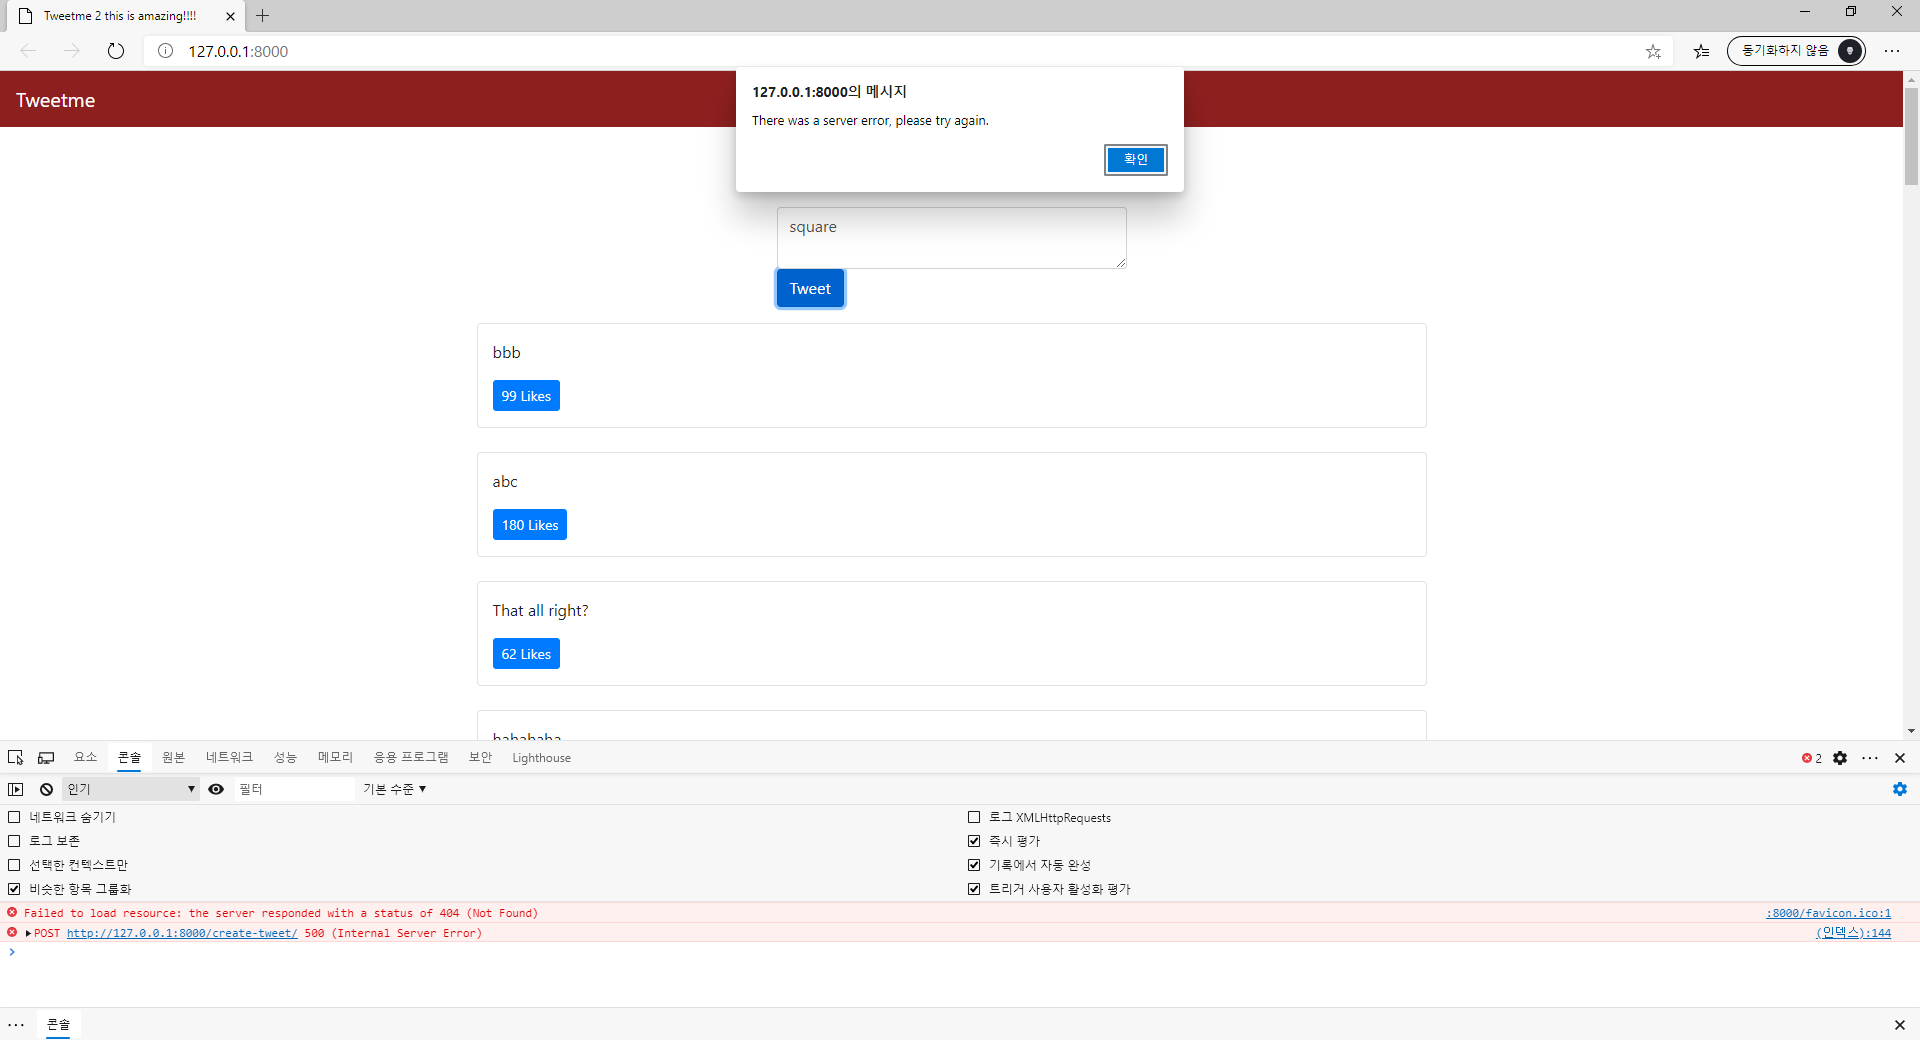 Tweetme 2 this is amazing!!!!
127.0.0.1:8000
동기화하지 않음
Tweetme
127.0.0.1:8000의 메시지
There was a server error, please try again.
확인
square
Tweet
bbb
99 Likes
abc
180 Likes
That all right?
62 Likes
hahahaha
요소 콘솔 원본 네트워크 성능 메모리 응용 프로그램 보안 Lighthouse 2
인기 필터 기본 수준
네트워크 숨기기 로그 XMLHttpRequests
로그 보존 즉시 평가
선택한 컨텍스트만 기록에서 자동 완성
비슷한 항목 그룹화 트리거 사용자 활성화 평가
Failed to load resource: the server responded with a status of 404 (Not Found) :8000/favicon.ico:1
POST http://127.0.0.1:8000/create-tweet/ 500 (Internal Server Error) (인덱스):144
콘솔